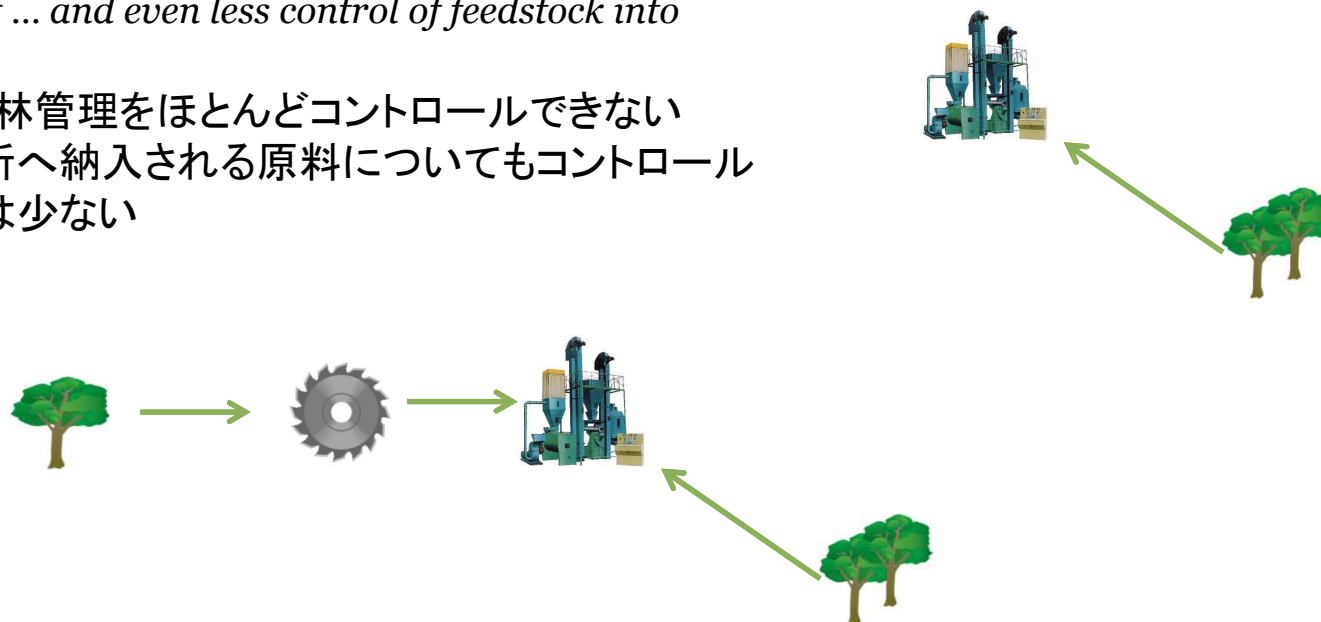 ... and even less control of feedstock into
林管理をほとんどコントロールできない
へ納入される原料についてもコントロール
少ない